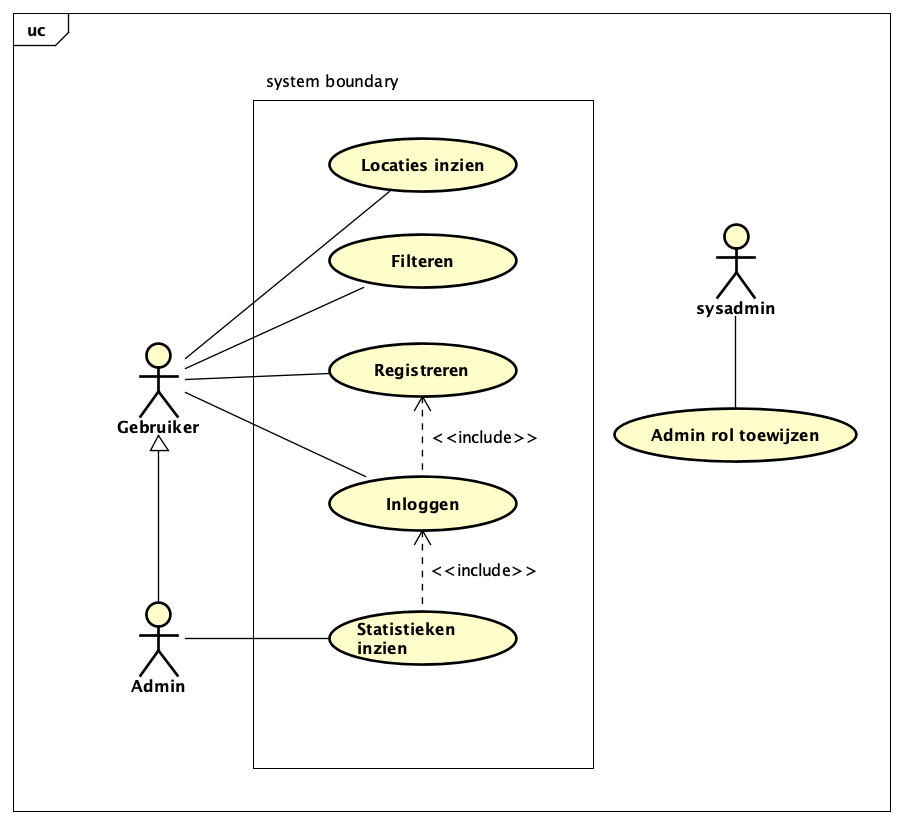 uc
system boundary
Locaties inzien
Filteren
sysadmin
Registreren
Gebruiker
Admin rol toewijzen
<<include>>
Inloggen
<<include>>
Statistieken
inzien
Admin